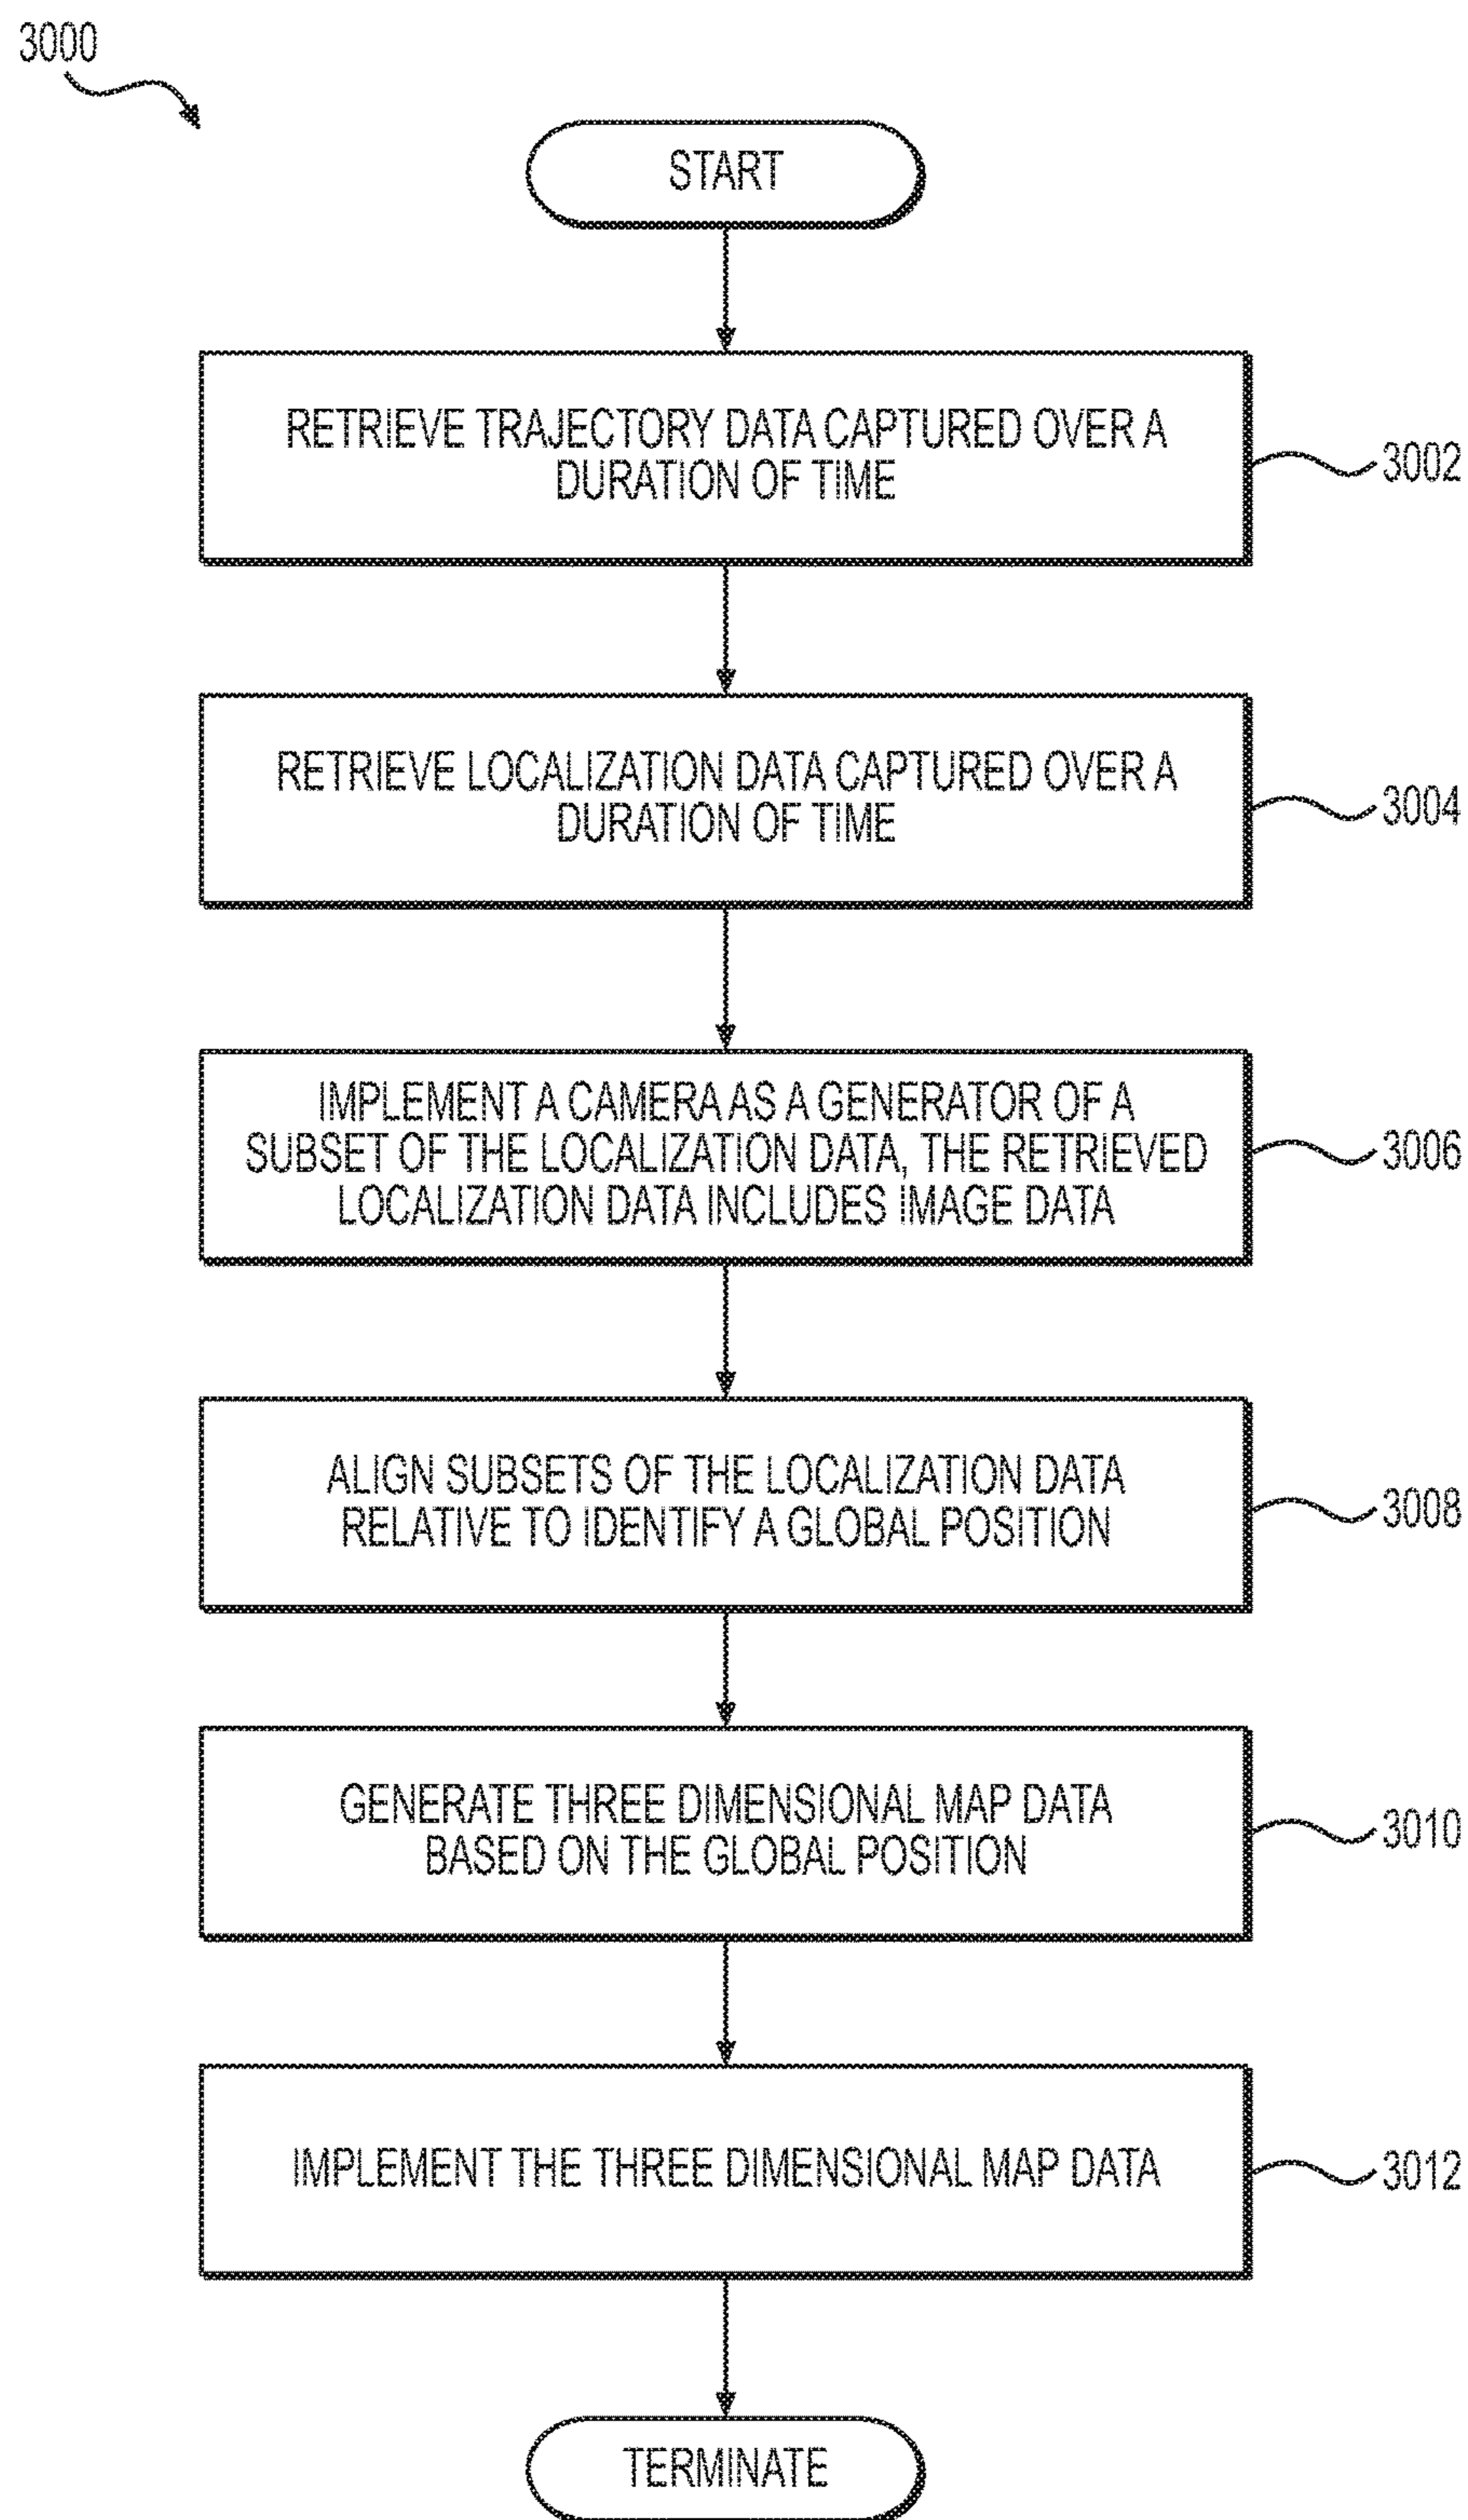 3000
START
RETRIEVE TRAJECTORY DATA CAPTURED OVER A
DURATION OF TIME
3002
RETRIEVE LOCALIZATION DATA CAPTURED OVER A
DURATION OF TIME
3004
IMPLEMENT A CAMERA AS A GENERATOR OF A
SUBSET OF THE LOCALIZATION DATA, THE RETRIEVED
LOCALIZATION DATA INCLUDES IMAGE DATA
3006
ALIGN SUBSETS OF THE LOCALIZATION DATA
RELATIVE TO IDENTIFY A GLOBAL POSITION
3008
GENERATE THREE DIMENSIONAL MAP DATA
BASED ON THE GLOBAL POSITION
3010
IMPLEMENT THE THREE DIMENSIONAL MAP DATA
3012
TERMINATE